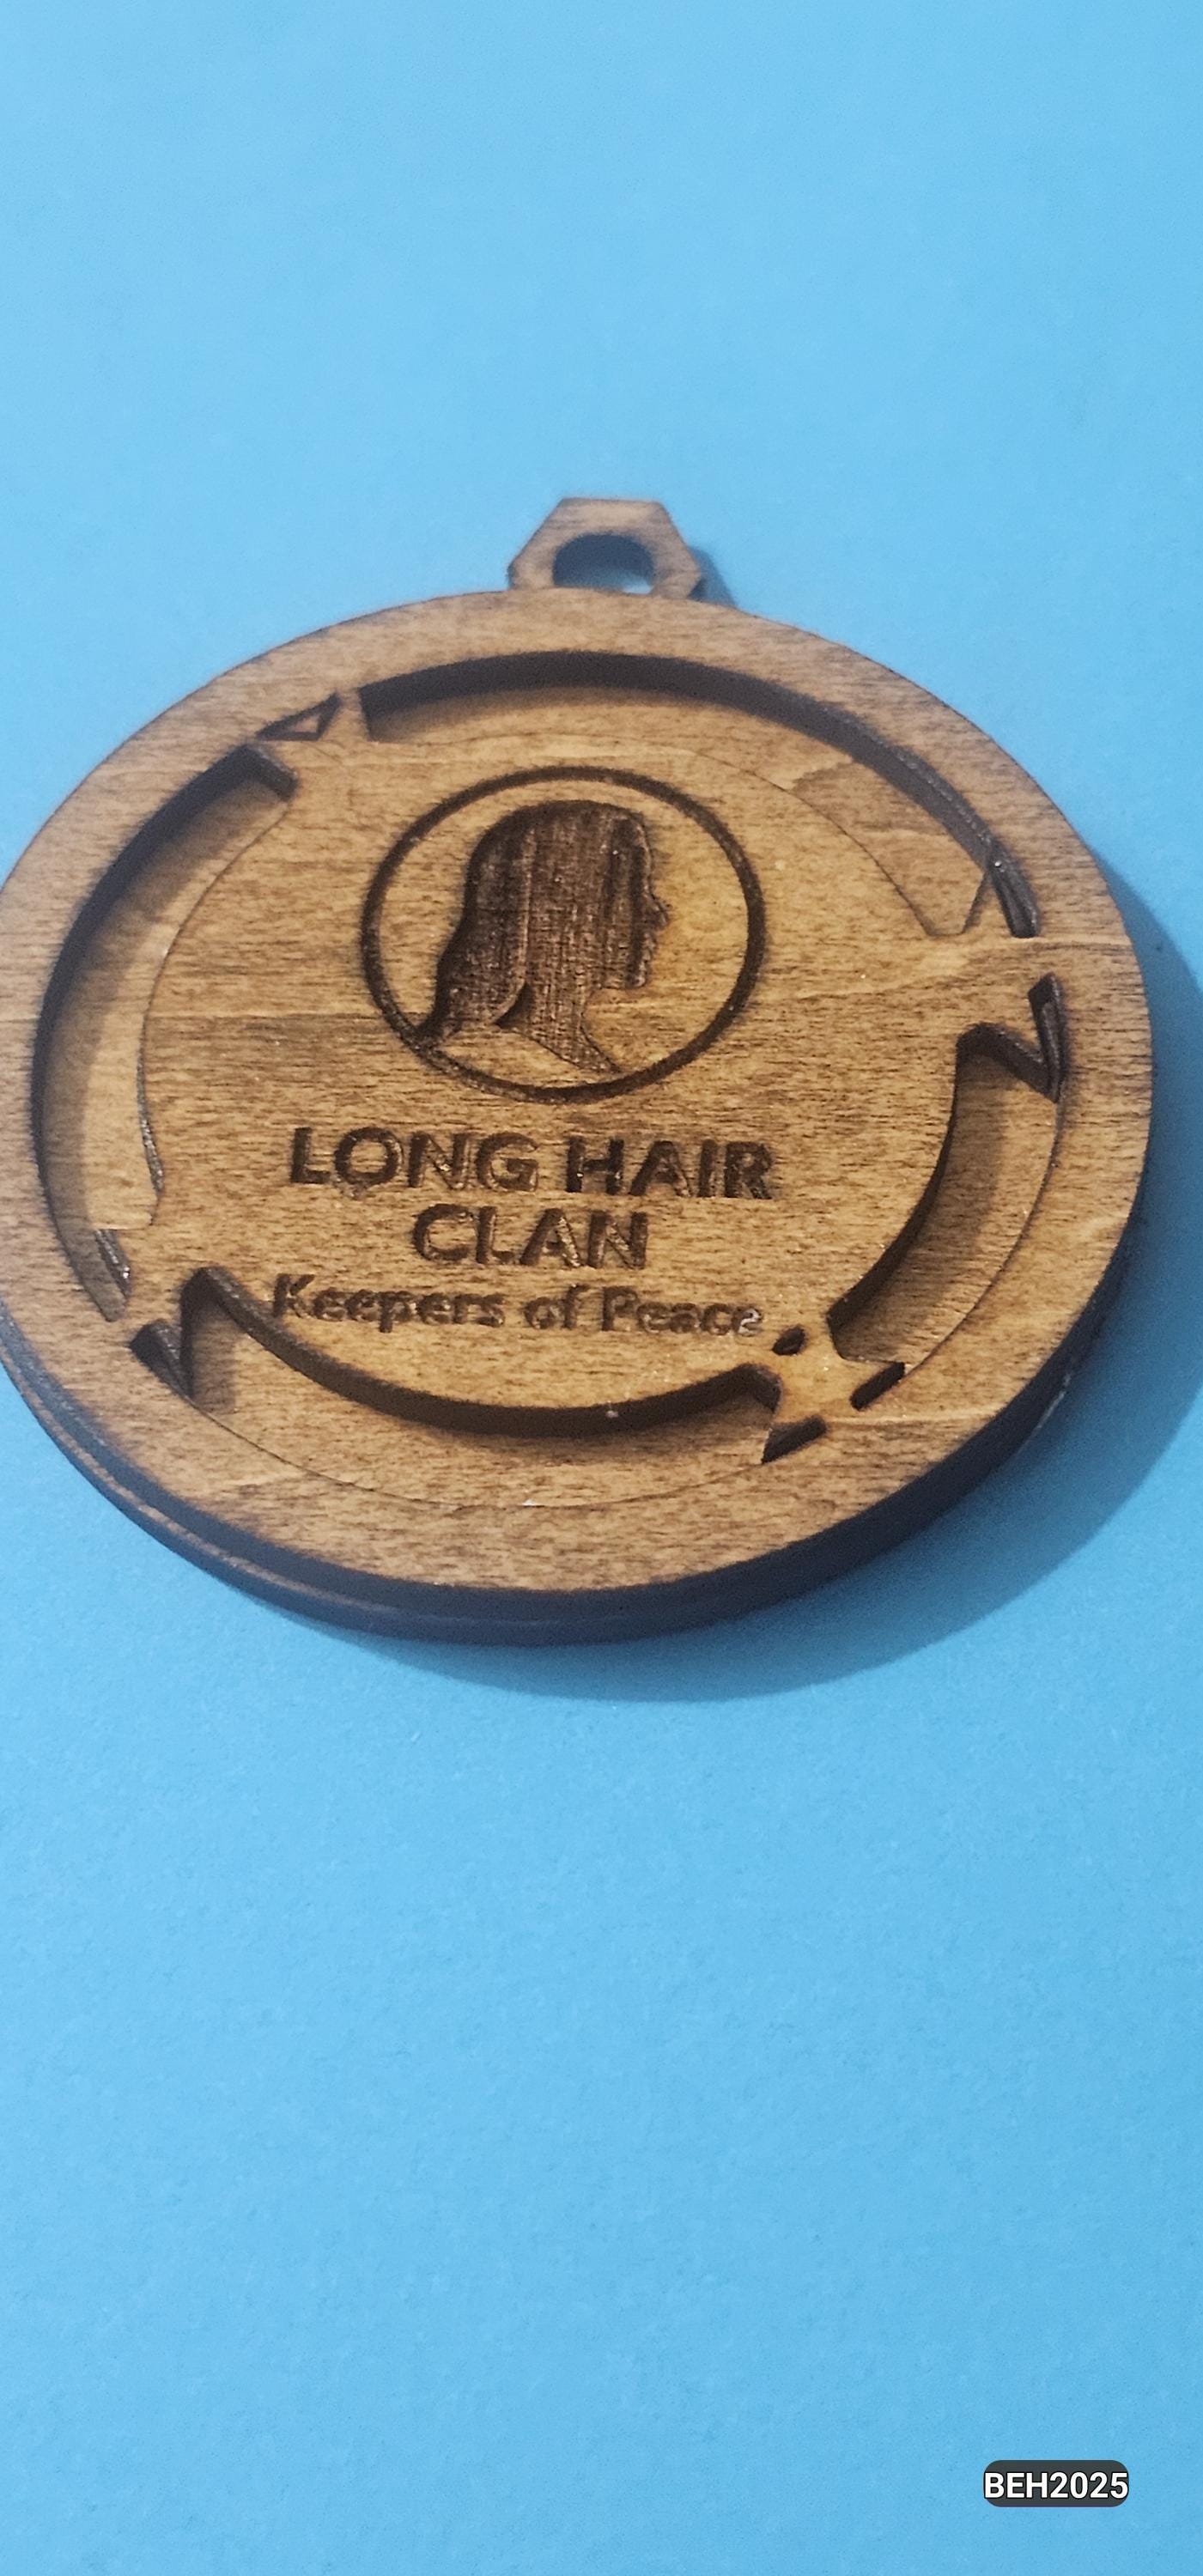 LONG HAIR
CLAN
Keepers of Peace
BEH2025